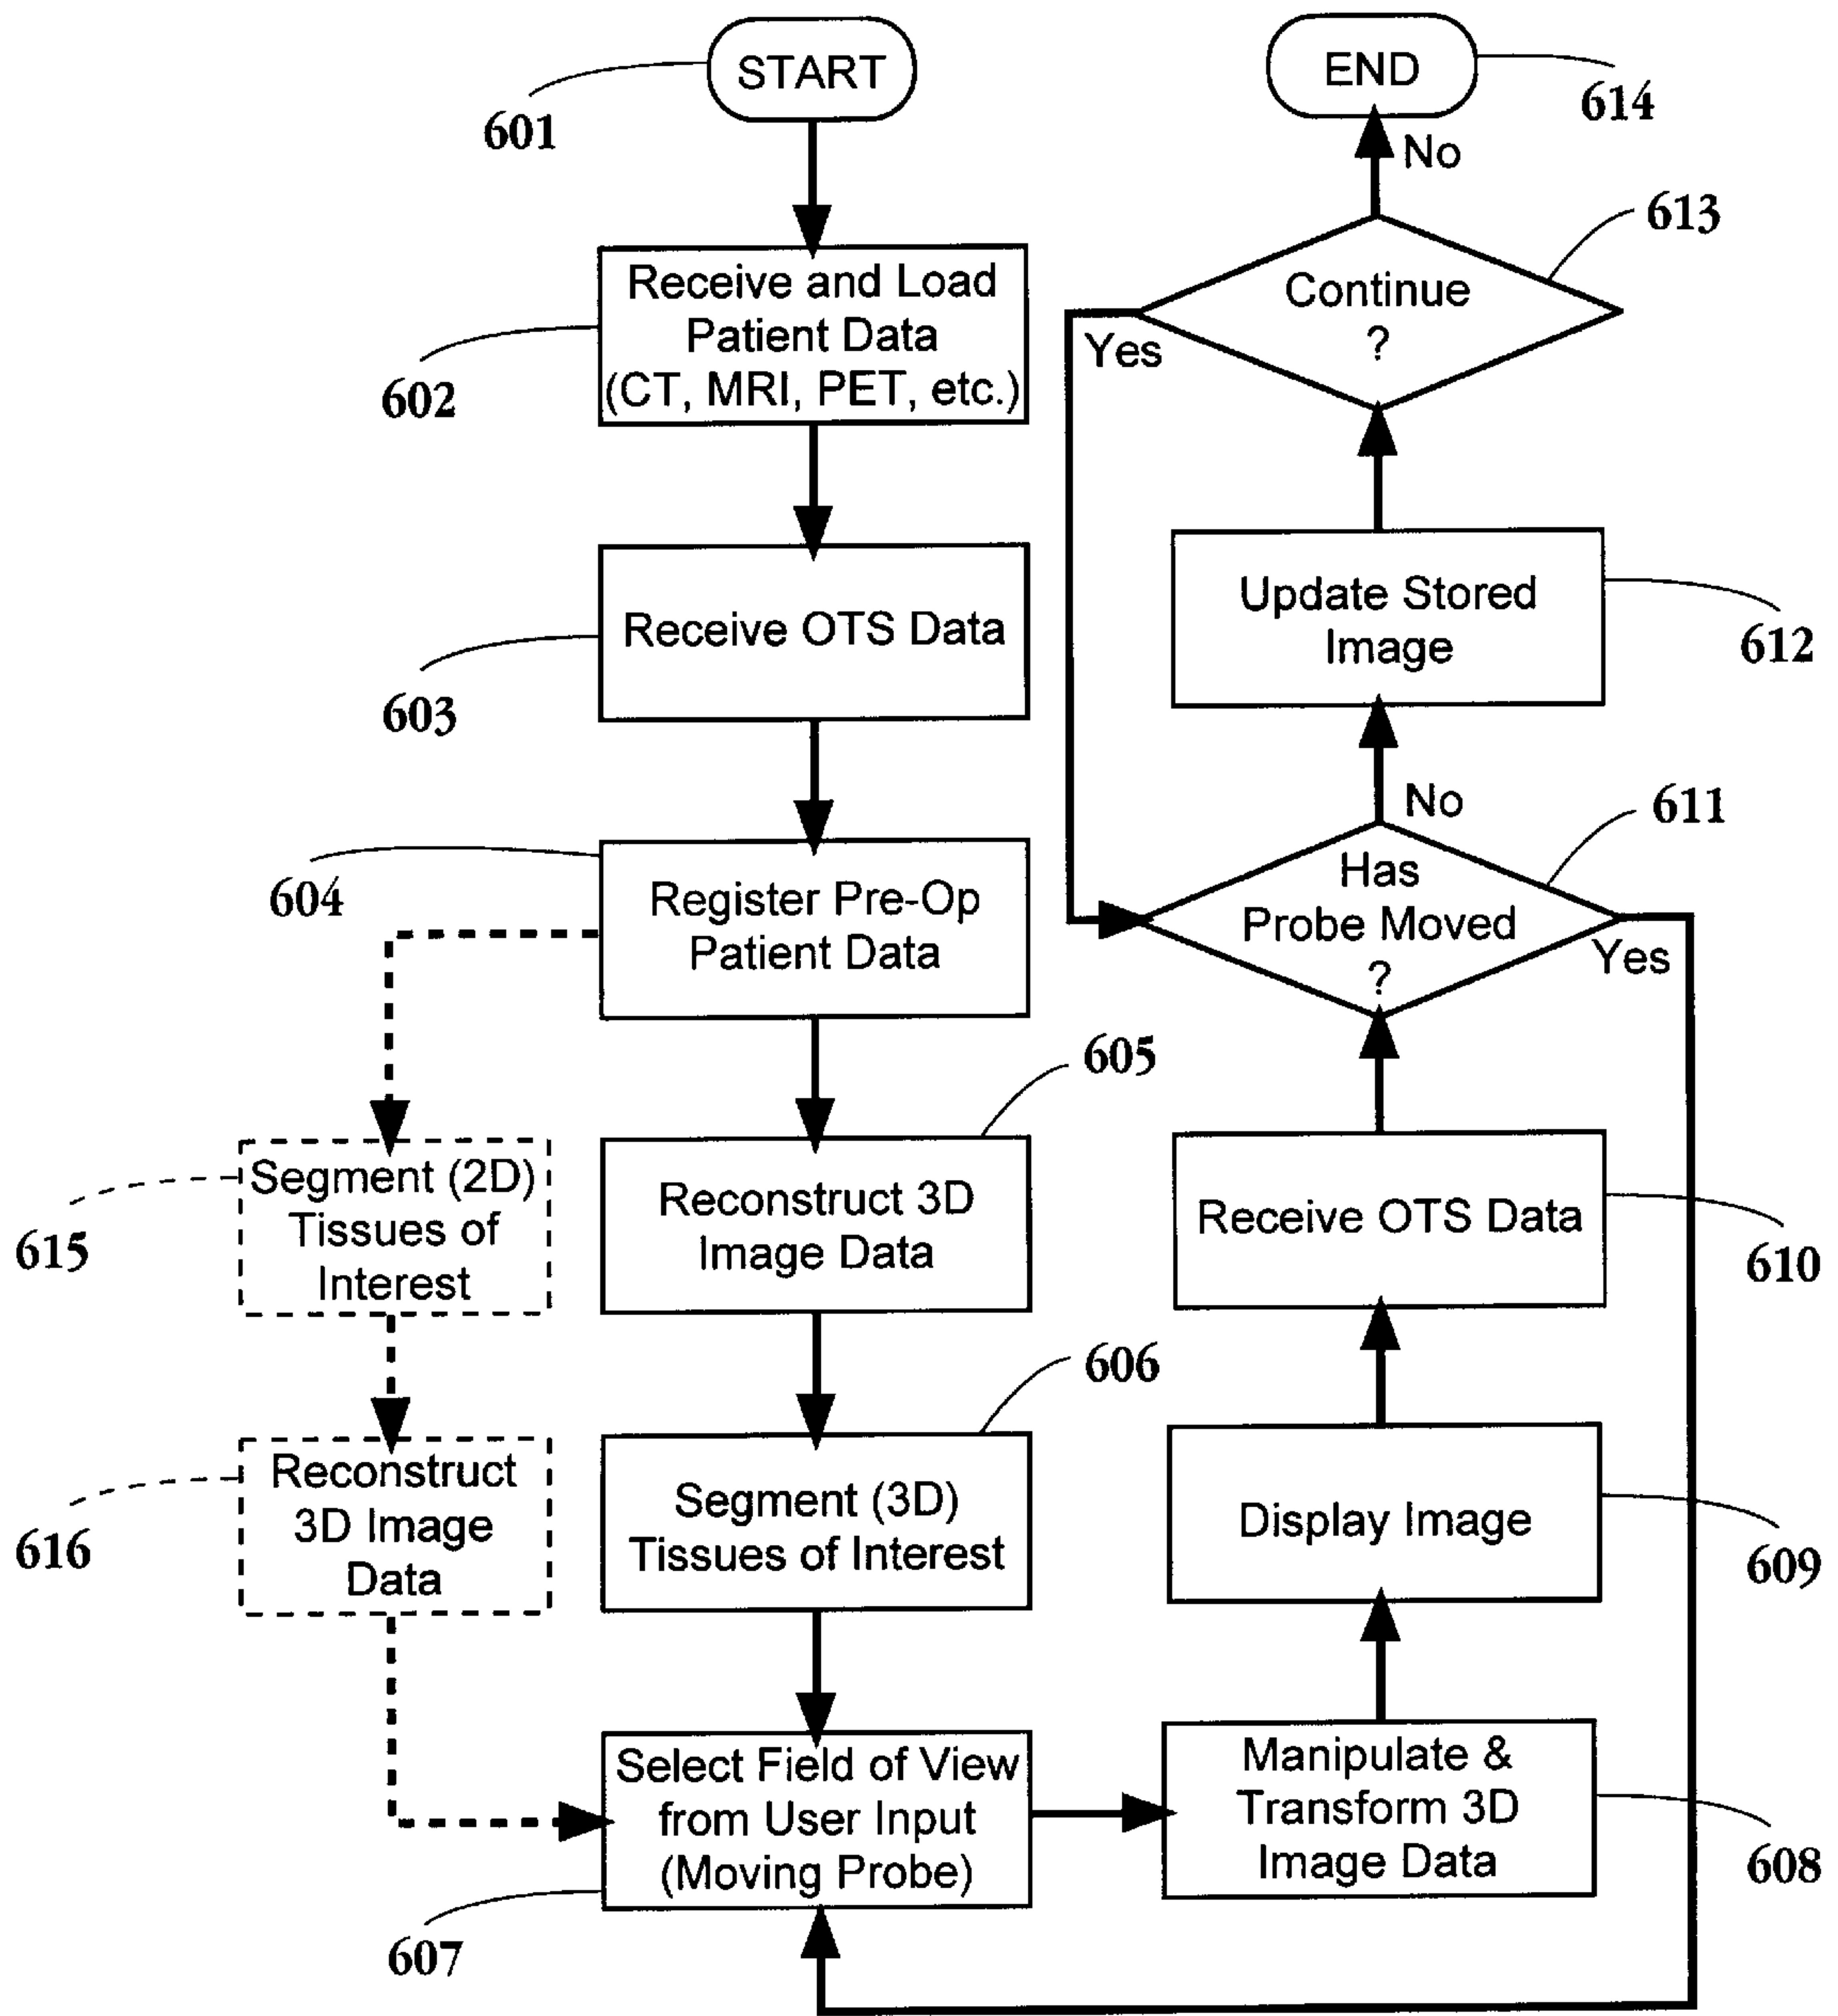 START
601
Receive and Load
Patient Data
(CT, MRI, PET, etc.)
602
Receive OTS Data
603
Register Pre-Op
Patient Data
604
605
Reconstruct 3D
Image Data
606
Segment (3D)
Tissues of Interest
Segment (2D)
Tissues of
Interest
615
Reconstruct
3D Image
Data
616
Select Field of View
from User Input
(Moving Probe)
607
Manipulate &
Transform 3D
Image Data
608
Display Image
609
Receive OTS Data
610
Has
Probe Moved
?
611
Yes
No
Update Stored
Image
612
Continue
?
613
Yes
No
END
614